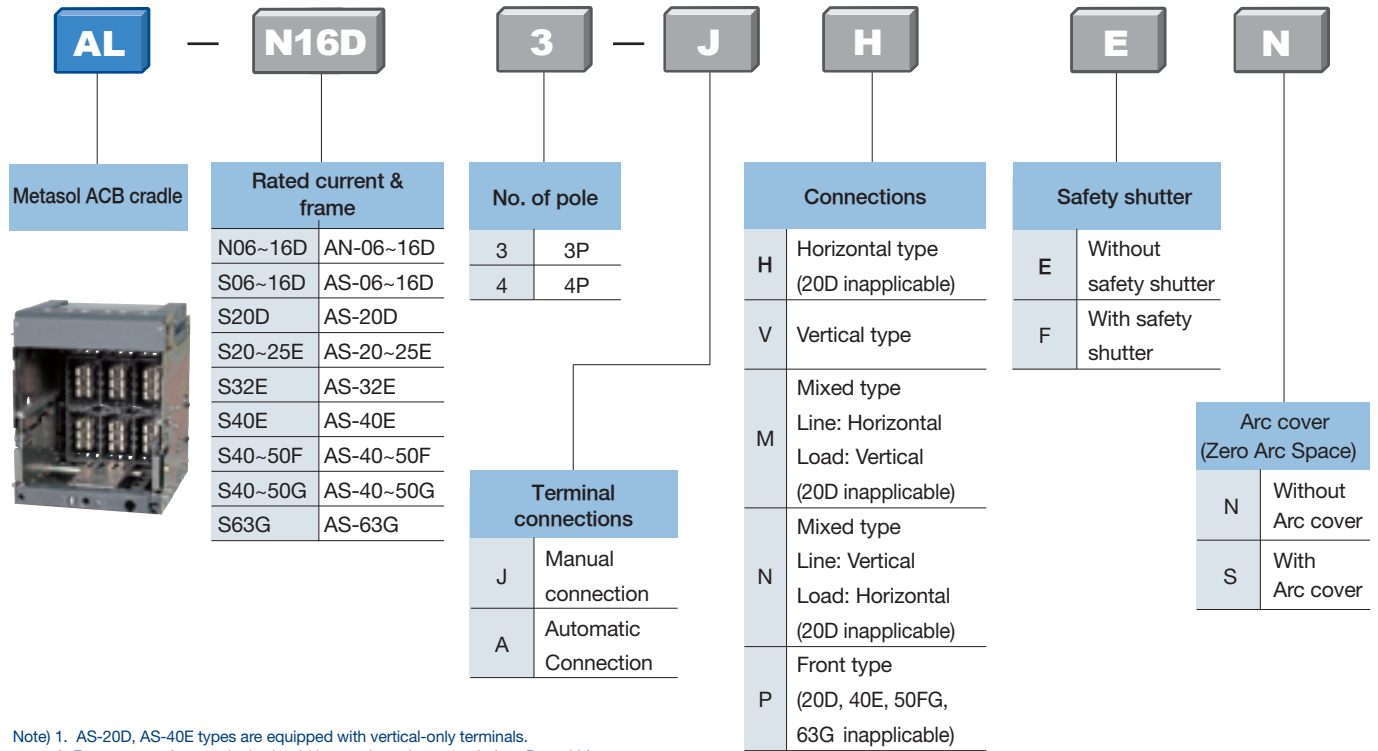 AL — N16D 3 — J H E N
Metasol ACB cradle
Rated current &
frame
N06~16D AN-06~16D
S06~16D AS-06~16D
S20D AS-20D
S20~25E AS-20~25E
S32E AS-32E
S40E AS-40E
S40~50F AS-40~50F
S40~50G AS-40~50G
S63G AS-63G
No. of pole
3 3P
4 4P
Terminal
connections
J Manual
connection
A Automatic
Connection
Connections
H Horizontal type
(20D inapplicable)
V Vertical type
M Mixed type
Line: Horizontal
Load: Vertical
(20D inapplicable)
N Mixed type
Line: Vertical
Load: Horizontal
(20D inapplicable)
P Front type
(20D, 40E, 50FG,
63G inapplicable)
Safety shutter
E Without
safety shutter
F With safety
shutter
Arc cover
(Zero Arc Space)
N Without
Arc cover
S With
Arc cover
Note) 1. AS-20D, AS-40E types are equipped with vertical-only terminals.